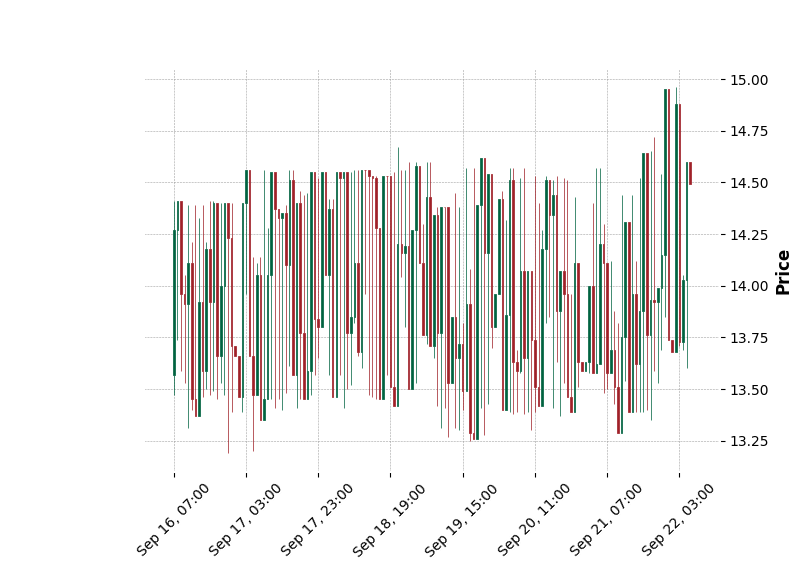 15.00
14.75
14.50
14.25
14.00
13.75
13.50
13.25
Price
Sep 16, 07:00
Sep 17, 03:00
Sep 17, 23:00
Sep 18, 19:00
Sep 19, 15:00
Sep 20, 11:00
Sep 21, 07:00
Sep 22, 03:00